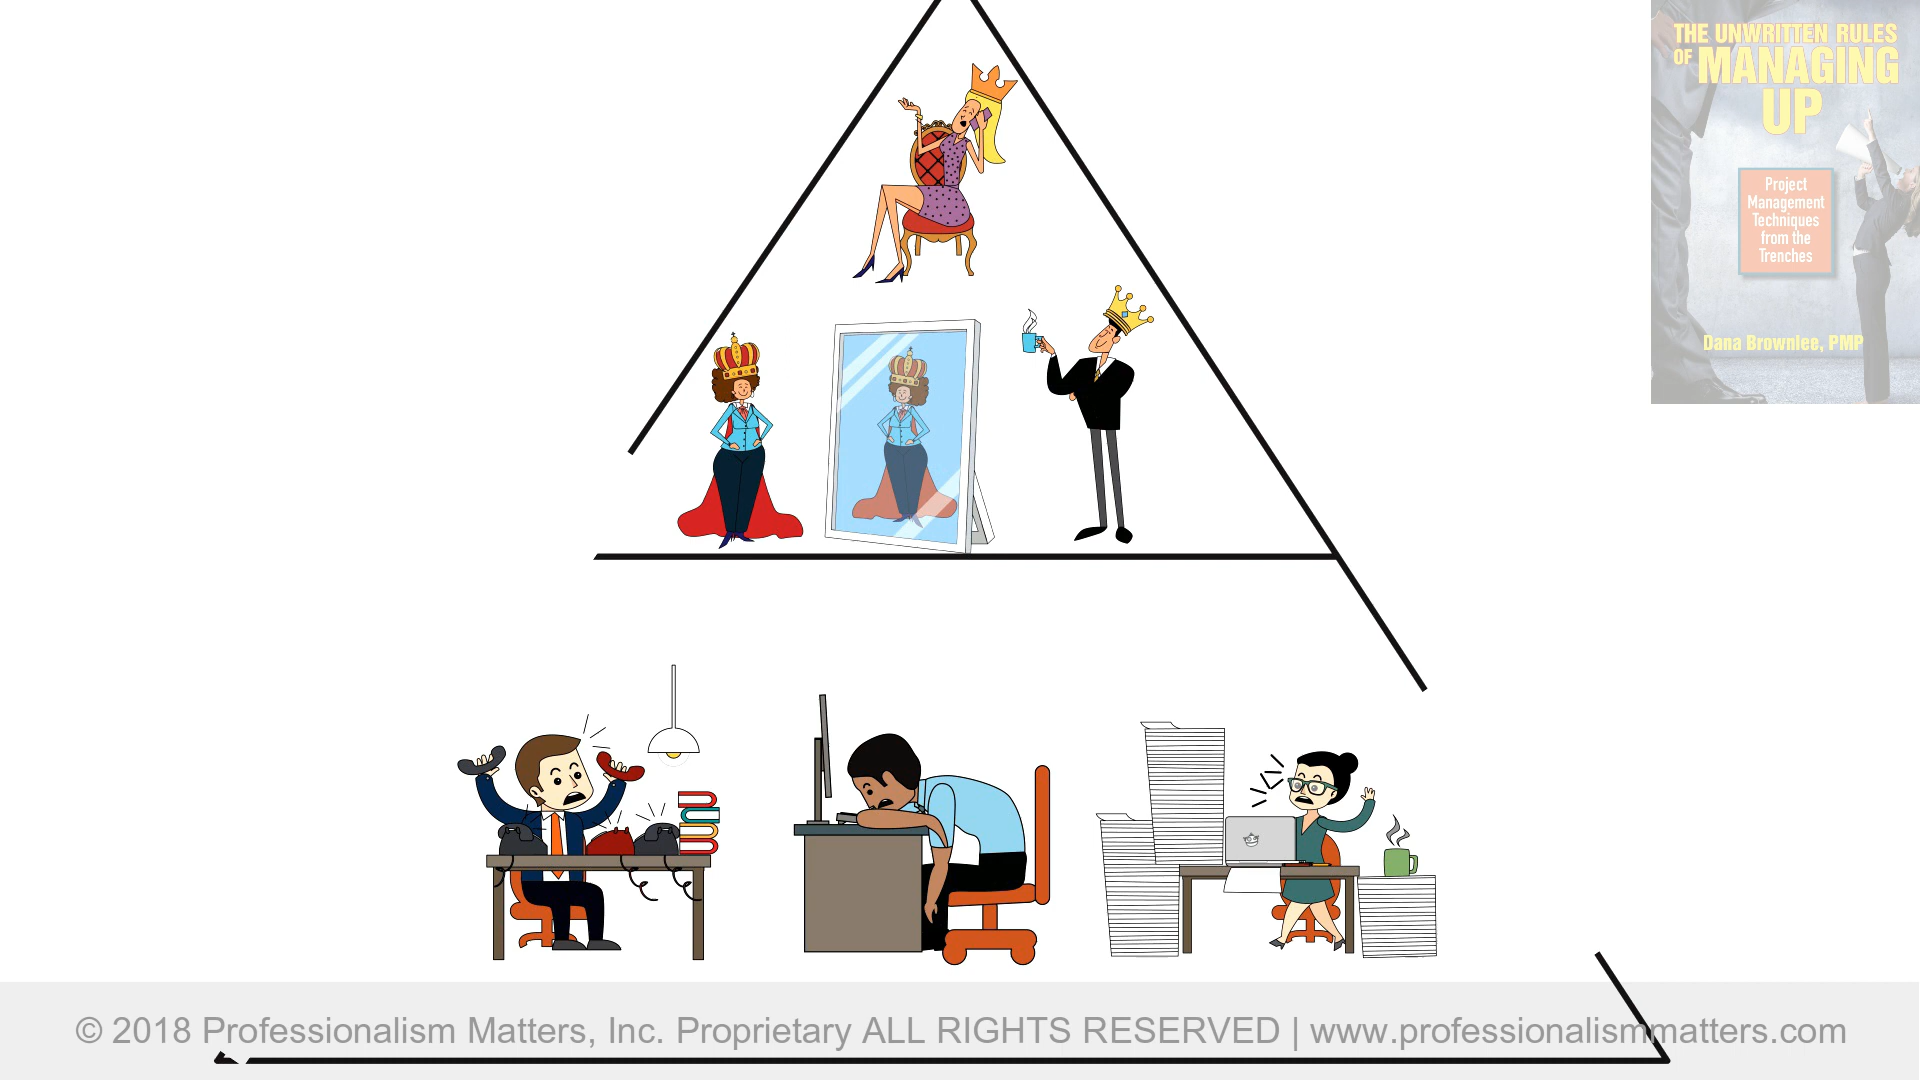 THE UNWRITTEN RULES
OF MANAGING
UP
Project
Management
Techniques
from the
Trenches
Dana Brownlee, PMP
© 2018 Professionalism Matters, Inc. Proprietary ALL RIGHTS RESERVED | www.professionalismmatters.com